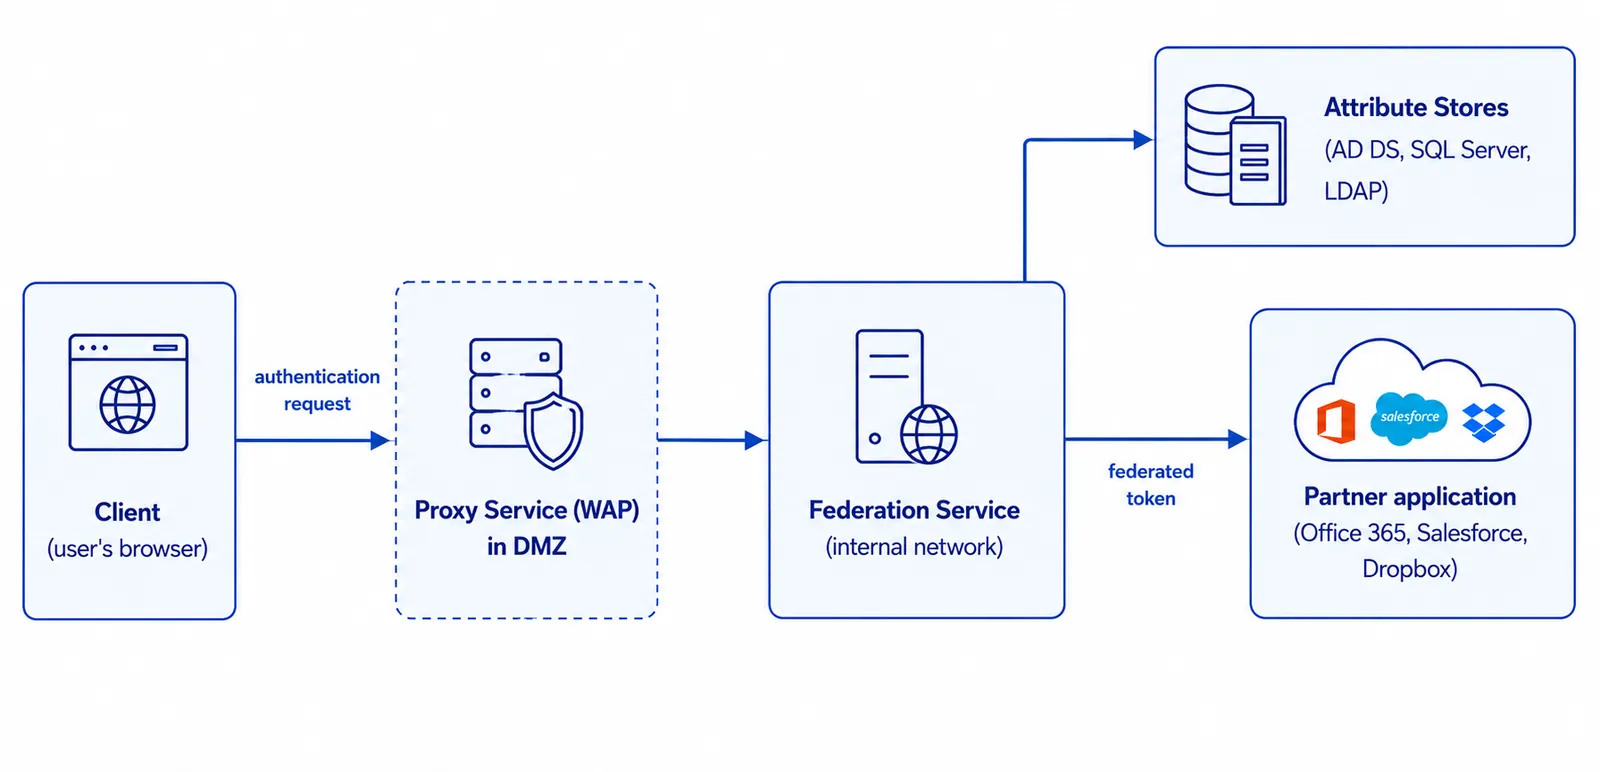 Attribute Stores
(AD DS, SQL Server,
LDAP)
authentication
request
Client
(user's browser)
Proxy Service (WAP)
in DMZ
Federation Service
(internal network)
federated
token
salesforce
Partner application
(Office 365, Salesforce,
Dropbox)